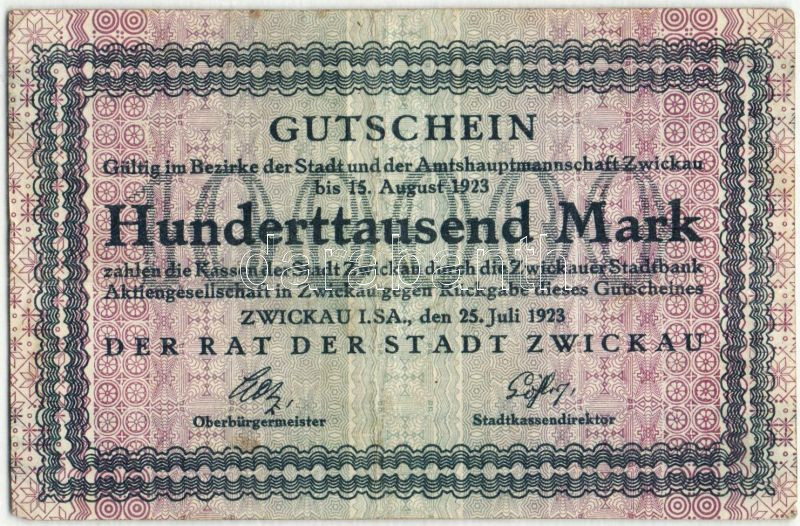 GUTSCHEIN
Gültig im Bezirke der Stadt und der Amtshauptmannschaft Zwickau
bis 15. August 1923
100000
Hunderttausend Mark
zahlen die Kassen der Stadt Zwickau durch die Zwickauer Stadtbank
Aktiengesellschaft in Zwickau gegen Rückgabe dieses Gutscheines
ZWICKAU I.SA., den 25. Juli 1923
DER RAT DER STADT ZWICKAU
Oberbürgermeister
Stadtkassendirektor